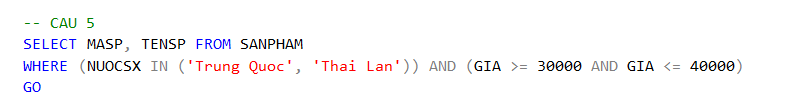 -- CAU 5
SELECT MASP, TENSP FROM SANPHAM
WHERE (NUOCSX IN ('Trung Quoc', 'Thai Lan')) AND (GIA >= 30000 AND GIA <= 40000)
GO